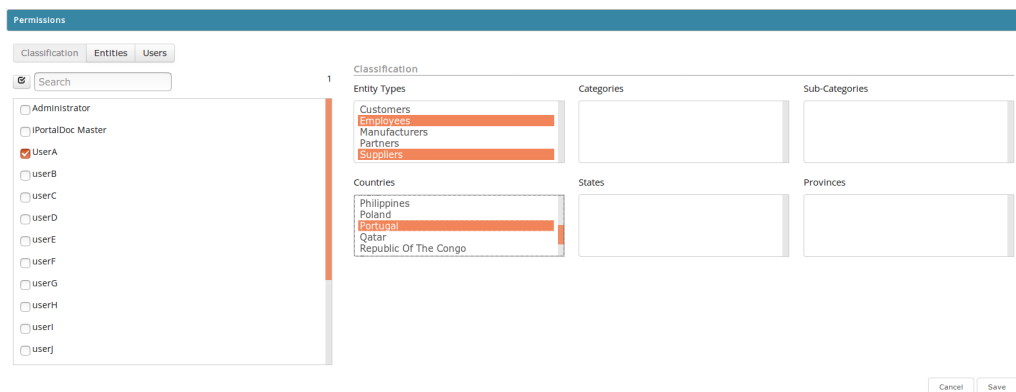 Permissions
Classification Entities Users
Search 1
Administrator
iPortalDoc Master
UserA
userB
userC
userD
userE
userF
userG
userH
userI
userJ
Classification
Entity Types Categories Sub-Categories
Customers
Employees
Manufacturers
Partners
Suppliers
Countries States Provinces
Philippines
Poland
Portugal
Qatar
Republic Of The Congo
Cancel Save